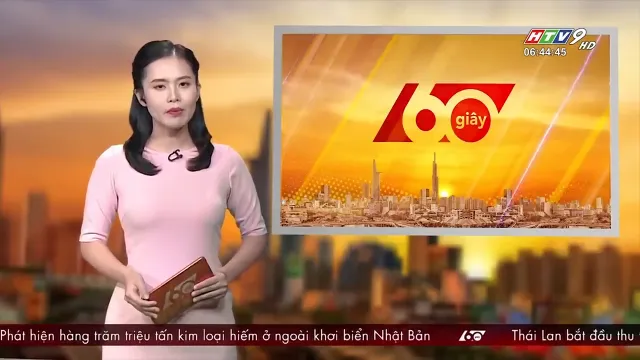 HTV9 HD
06:44:45
60 giây
60
Phát hiện hàng trăm triệu tấn kim loại hiếm ở ngoài khơi biển Nhật Bản 60 Thái Lan bắt đầu thu